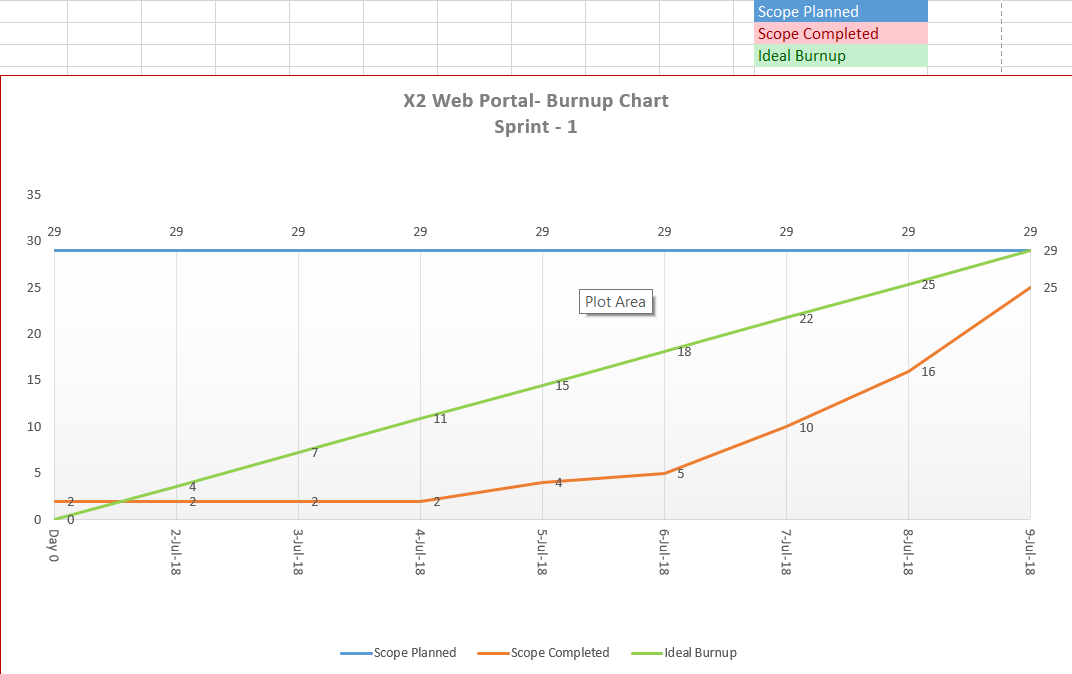 Scope Planned
Scope Completed
Ideal Burnup
X2 Web Portal- Burnup Chart
Sprint - 1
35
29 29 29 29 29 29 29 29 29
30
29
25
25
25
Plot Area
22
20
18
15
15
16
11
10
10
7
5
5
4
4
2 2 2 2
0
0
Day 0 2-Jul-18 3-Jul-18 4-Jul-18 5-Jul-18 6-Jul-18 7-Jul-18 8-Jul-18 9-Jul-18
Scope Planned Scope Completed Ideal Burnup